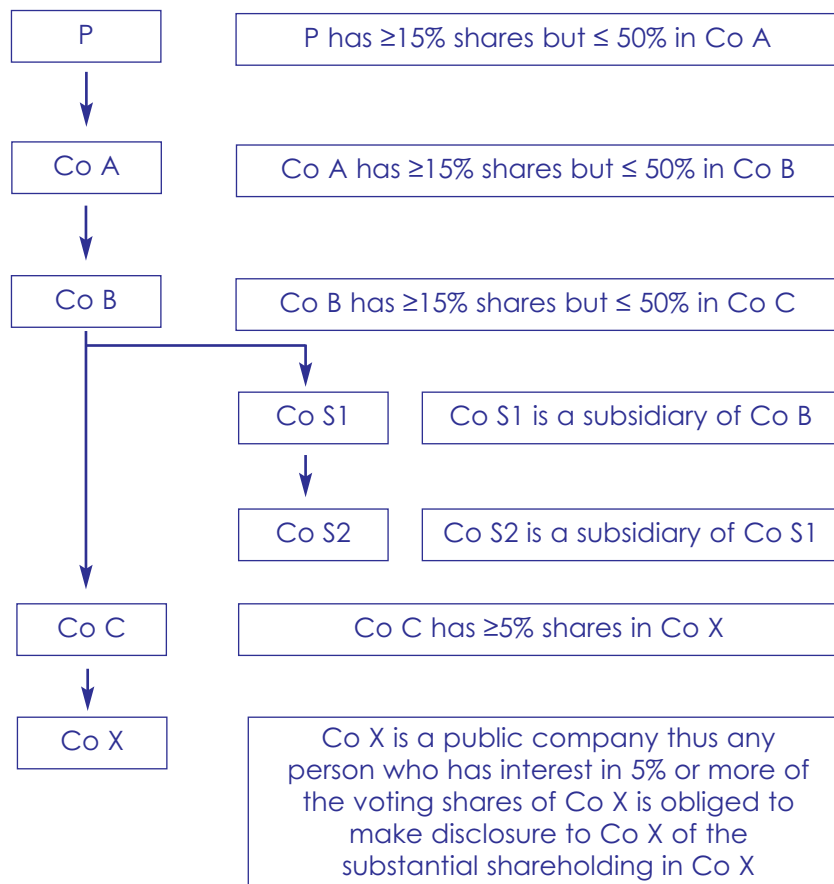 P
P has ≥15% shares but ≤ 50% in Co A
Co A
Co A has ≥15% shares but ≤ 50% in Co B
Co B
Co B has ≥15% shares but ≤ 50% in Co C
Co S1
Co S1 is a subsidiary of Co B
Co S2
Co S2 is a subsidiary of Co S1
Co C
Co C has ≥5% shares in Co X
Co X
Co X is a public company thus any
person who has interest in 5% or more of
the voting shares of Co X is obliged to
make disclosure to Co X of the
substantial shareholding in Co X